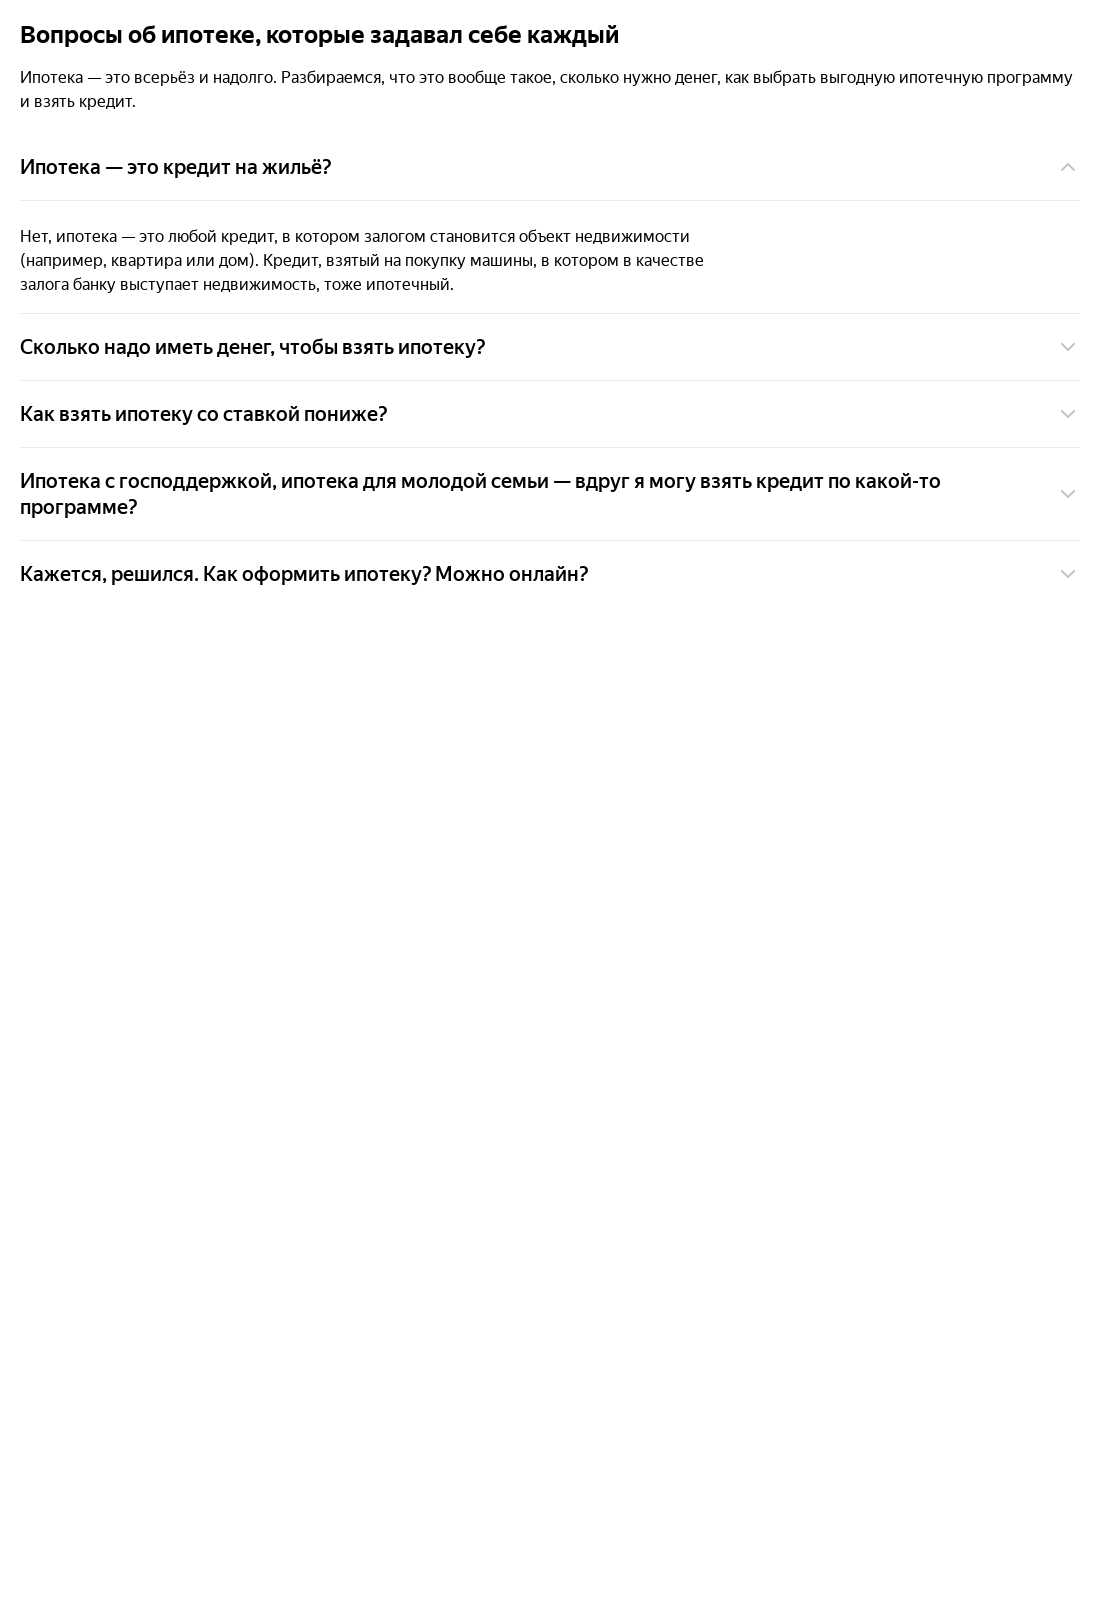 Вопросы об ипотеке, которые задавал себе каждый
Ипотека — это всерьёз и надолго. Разбираемся, что это вообще такое, сколько нужно денег, как выбрать выгодную ипотечную программу
и взять кредит.
Ипотека — это кредит на жильё?
Нет, ипотека — это любой кредит, в котором залогом становится объект недвижимости
(например, квартира или дом). Кредит, взятый на покупку машины, в котором в качестве
залога банку выступает недвижимость, тоже ипотечный.
Сколько надо иметь денег, чтобы взять ипотеку?
Как взять ипотеку со ставкой пониже?
Ипотека с господдержкой, ипотека для молодой семьи — вдруг я могу взять кредит по какой-то
программе?
Кажется, решился. Как оформить ипотеку? Можно онлайн?